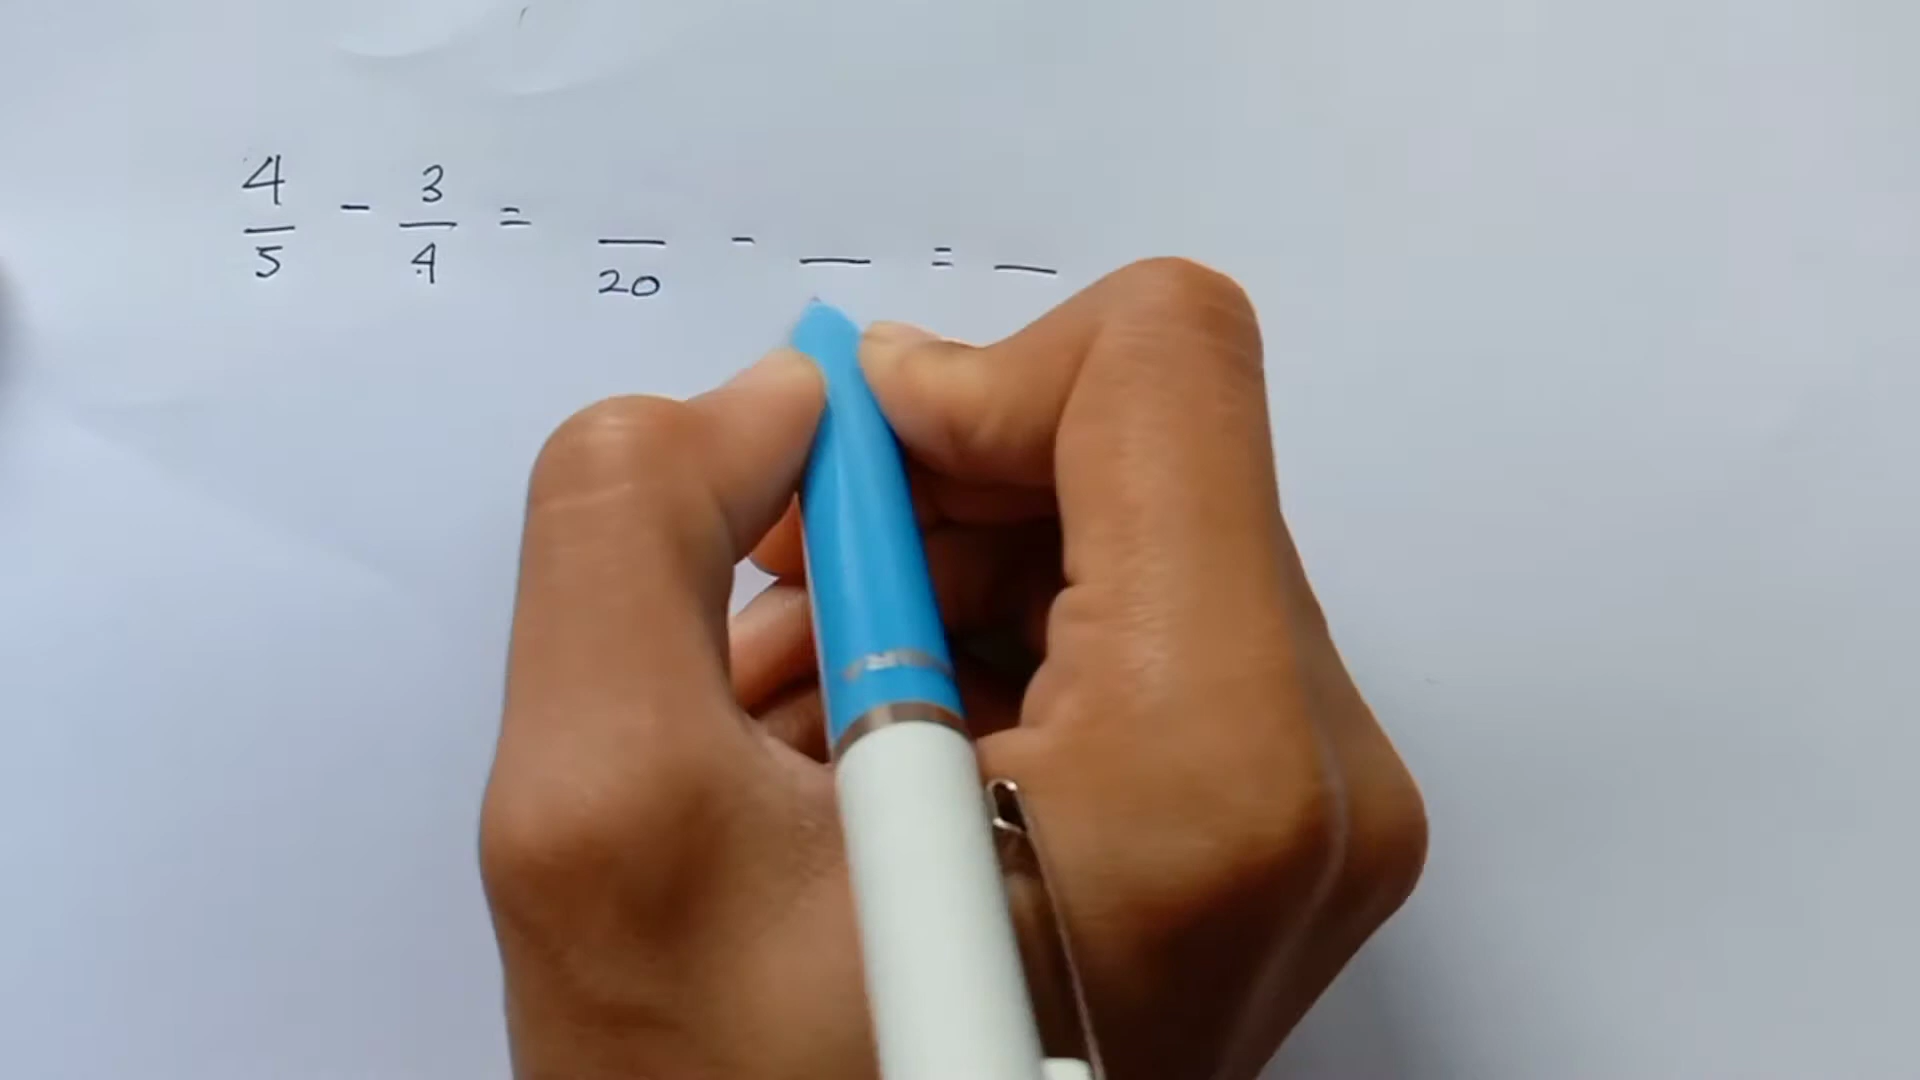 4/5 - 3/4 = __/20 - __ = __